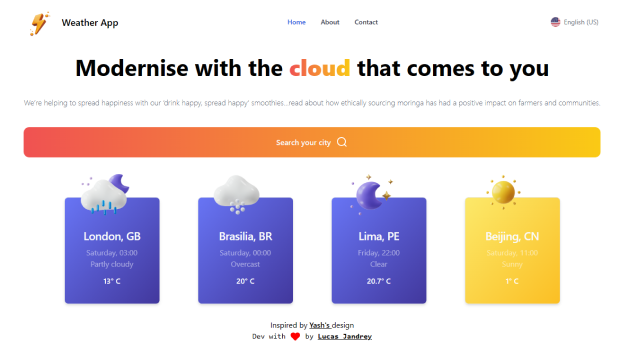 Weather App
Home About Contact
English (US)
Modernise with the cloud that comes to you
We're helping to spread happiness with our 'drink happy, spread happy' smoothies...read about how ethically sourcing moringa has had a positive impact on farmers and communities.
Search your city
London, GB
Saturday, 03:00
Partly cloudy
13° C
Brasilia, BR
Saturday, 00:00
Overcast
20° C
Lima, PE
Friday, 22:00
Clear
20.7° C
Beijing, CN
Saturday, 11:00
Sunny
1° C
Inspired by Yash's design
Dev with ❤ by Lucas Jandrey